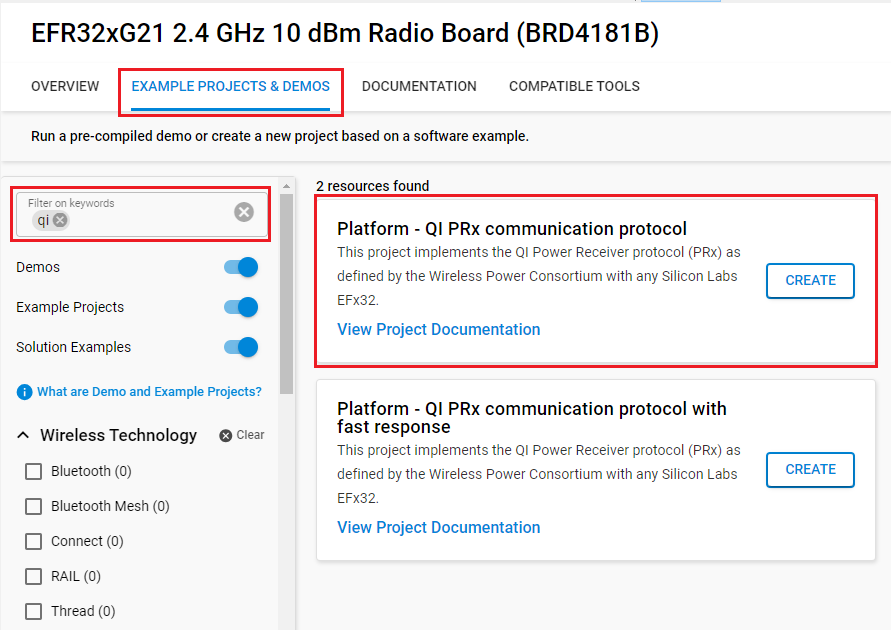 EFR32xG21 2.4 GHz 10 dBm Radio Board (BRD4181B)
OVERVIEW
EXAMPLE PROJECTS & DEMOS
DOCUMENTATION
COMPATIBLE TOOLS
Run a pre-compiled demo or create a new project based on a software example.
Filter on keywords
qi
Demos
Example Projects
Solution Examples
What are Demo and Example Projects?
Wireless Technology
Clear
Bluetooth (0)
Bluetooth Mesh (0)
Connect (0)
RAIL (0)
Thread (0)
2 resources found
Platform - QI PRx communication protocol
This project implements the QI Power Receiver protocol (PRx) as
defined by the Wireless Power Consortium with any Silicon Labs
EFx32.
View Project Documentation
CREATE
Platform - QI PRx communication protocol with
fast response
This project implements the QI Power Receiver protocol (PRx) as
defined by the Wireless Power Consortium with any Silicon Labs
EFx32.
View Project Documentation
CREATE